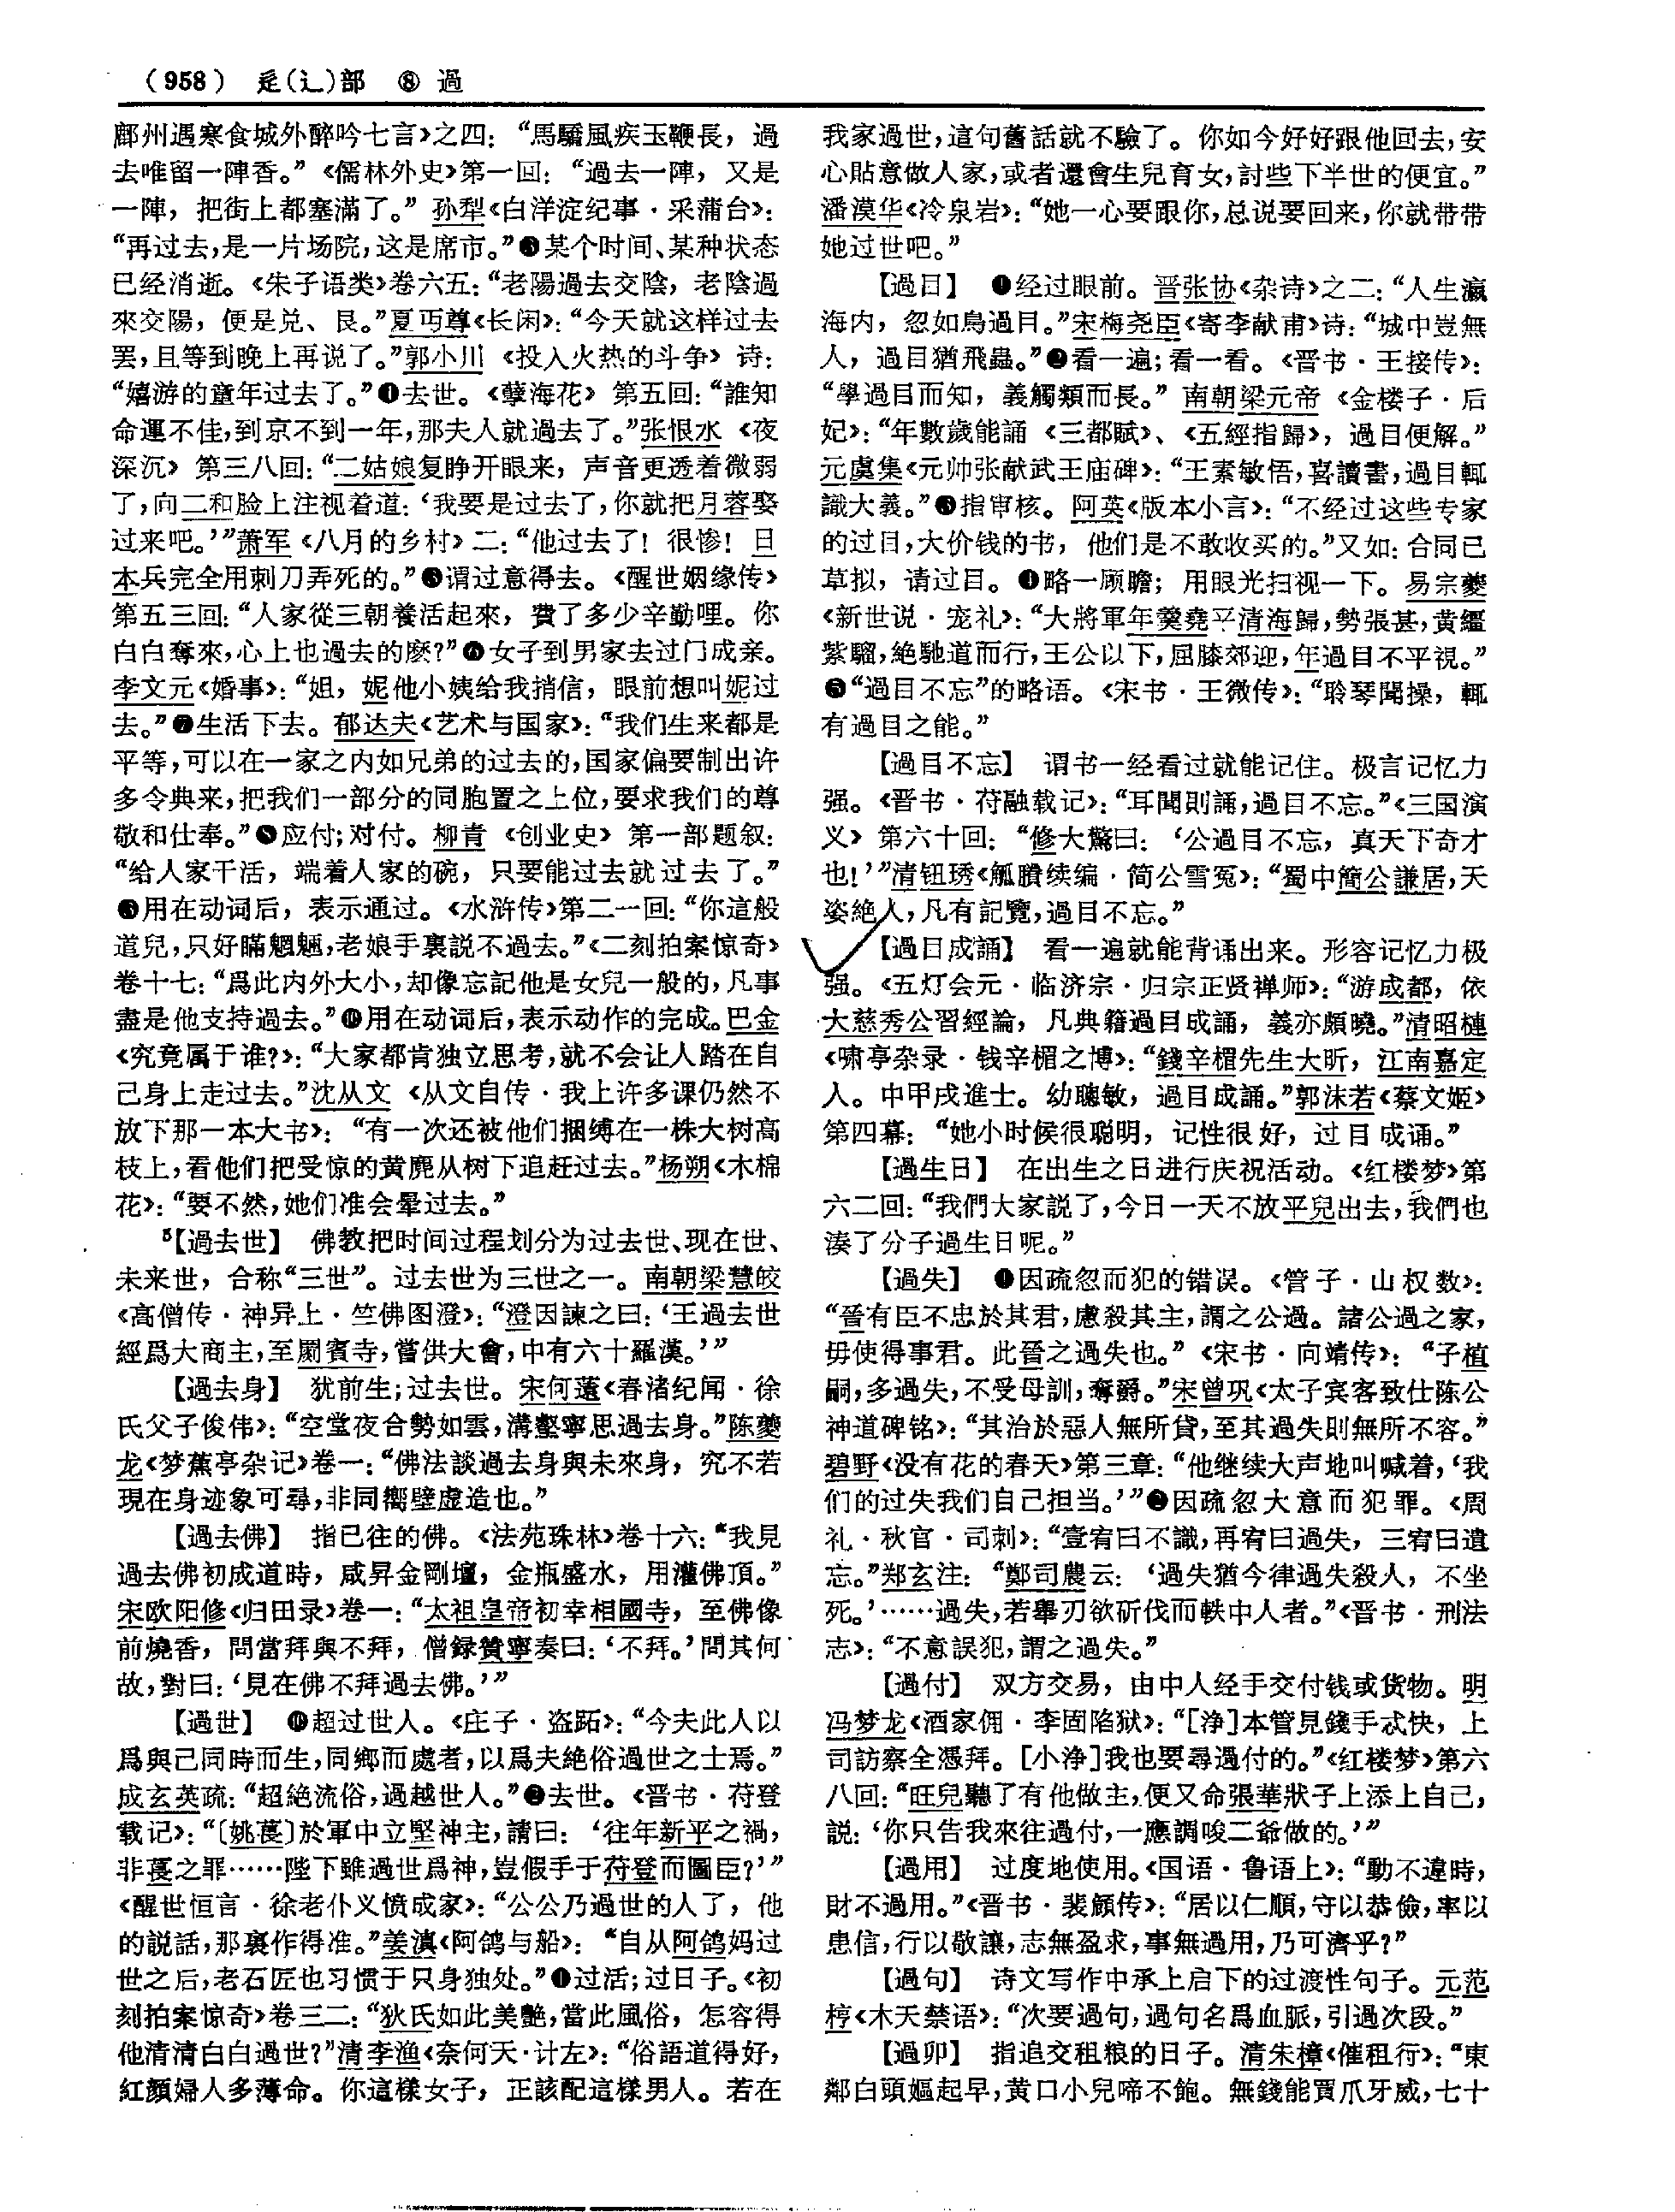 （958） 辵(辶)部 ⑧ 過
鄜州遇寒食城外醉吟七言》之四：“馬驕風疾玉鞭長，過
去唯留一陣香。”《儒林外史》第一回：“過去一陣，又是
一陣，把街上都塞滿了。”孙犁《白洋淀纪事·采蒲台》：
“再过去，是一片场院，这是席市。”❸某个时间、某种状态
已经消逝。《朱子语类》卷六五：“老陽過去交陰，老陰過
來交陽，便是兑、艮。”夏丏尊《长闲》：“今天就这样过去
罢，且等到晚上再说了。”郭小川《投入火热的斗争》诗：
“嬉游的童年过去了。”❹去世。《孽海花》第五回：“誰知
命運不佳，到京不到一年，那夫人就過去了。”张恨水《夜
深沉》第三八回：“二姑娘复睁开眼来，声音更透着微弱
了，向二和脸上注视着道：‘我要是过去了，你就把月蓉娶
过来吧。’”萧军《八月的乡村》二：“他过去了！很惨！日
本兵完全用刺刀弄死的。”❺谓过意得去。《醒世姻缘传》
第五三回：“人家從三朝養活起來，費了多少辛勤哩。你
白白奪來，心上也過去的麽？”❻女子到男家去过门成亲。
李文元《婚事》：“姐，妮他小姨给我捎信，眼前想叫妮过
去。”❼生活下去。郁达夫《艺术与国家》：“我们生来都是
平等，可以在一家之内如兄弟的过去的，国家偏要制出许
多令典来，把我们一部分的同胞置之上位，要求我们的尊
敬和仕奉。”❽应付；对付。柳青《创业史》第一部题叙：
“给人家干活，端着人家的碗，只要能过去就过去了。”
❾用在动词后，表示通过。《水浒传》第二一回：“你這般
道兒，只好瞞魍魎，老娘手裏説不過去。”《二刻拍案惊奇》
卷十七：“爲此内外大小，却像忘記他是女兒一般的，凡事
盡是他支持過去。”❿用在动词后，表示动作的完成。巴金
《究竟属于谁？》：“大家都肯独立思考，就不会让人踏在自
己身上走过去。”沈从文《从文自传·我上许多课仍然不
放下那一本大书》：“有一次还被他们捆缚在一株大树高
枝上，看他们把受惊的黄麂从树下追赶过去。”杨朔《木棉
花》：“要不然，她们准会晕过去。”
⁵【過去世】 佛教把时间过程划分为过去世、现在世、
未来世，合称“三世”。过去世为三世之一。南朝梁慧皎
《高僧传·神异上·竺佛图澄》：“澄因諫之曰：‘王過去世
經爲大商主，至罽賓寺，嘗供大會，中有六十羅漢。’”
【過去身】 犹前生；过去世。宋何薳《春渚纪闻·徐
氏父子俊伟》：“空堂夜合勢如雲，溝壑寧思過去身。”陈夔
龙《梦蕉亭杂记》卷一：“佛法談過去身與未來身，究不若
現在身迹象可尋，非同嚮壁虚造也。”
【過去佛】 指已往的佛。《法苑珠林》卷十六：“我見
過去佛初成道時，咸昇金剛壇，金瓶盛水，用灌佛頂。”
宋欧阳修《归田录》卷一：“太祖皇帝初幸相國寺，至佛像
前燒香，問當拜與不拜，僧録贊寧奏曰：‘不拜。’問其何
故，對曰：‘見在佛不拜過去佛。’”
【過世】 ❶超过世人。《庄子·盗跖》：“今夫此人以
爲與己同時而生，同鄉而處者，以爲夫絶俗過世之士焉。”
成玄英疏：“超絶流俗，過越世人。”❷去世。《晋书·苻登
载记》：“〔姚萇〕於軍中立堅神主，請曰：‘往年新平之禍，
非萇之罪……陛下雖過世爲神，豈假手于苻登而圖臣？’”
《醒世恒言·徐老仆义愤成家》：“公公乃過世的人了，他
的説話，那裏作得准。”姜滇《阿鸽与船》：“自从阿鸽妈过
世之后，老石匠也习惯于只身独处。”❸过活；过日子。《初
刻拍案惊奇》卷三二：“狄氏如此美艶，當此風俗，怎容得
他清清白白過世？”清李渔《奈何天·计左》：“俗語道得好，
紅顔婦人多薄命。你這樣女子，正該配這樣男人。若在
我家過世，這句舊話就不驗了。你如今好好跟他回去，安
心貼意做人家，或者還會生兒育女，討些下半世的便宜。”
潘漠华《冷泉岩》：“她一心要跟你，总说要回来，你就带带
她过世吧。”
【過目】 ❶经过眼前。晋张协《杂诗》之二：“人生瀛
海内，忽如鳥過目。”宋梅尧臣《寄李献甫》诗：“城中豈無
人，過目猶飛蟲。”❷看一遍；看一看。《晋书·王接传》：
“學過目而知，義觸類而長。”南朝梁元帝《金楼子·后
妃》：“年數歲能誦《三都賦》、《五經指歸》，過目便解。”
元虞集《元帅张献武王庙碑》：“王素敏悟，喜讀書，過目輒
識大義。”❸指审核。阿英《版本小言》：“不经过这些专家
的过目，大价钱的书，他们是不敢收买的。”又如：合同已
草拟，请过目。❹略一顾瞻；用眼光扫视一下。易宗夔
《新世说·宠礼》：“大將軍年羹堯平清海歸，勢張甚，黄繮
紫騮，絶馳道而行，王公以下，屈膝郊迎，年過目不平視。”
❺“過目不忘”的略语。《宋书·王微传》：“聆琴聞操，輒
有過目之能。”
【過目不忘】 谓书一经看过就能记住。极言记忆力
强。《晋书·苻融载记》：“耳聞則誦，過目不忘。”《三国演
义》第六十回：“修大驚曰：‘公過目不忘，真天下奇才
也！’”清钮琇《觚賸续编·简公雪冤》：“蜀中簡公謙居，天
姿絶人，凡有記覽，過目不忘。”
【過目成誦】 看一遍就能背诵出来。形容记忆力极
强。《五灯会元·临济宗·归宗正贤禅师》：“游成都，依
大慈秀公習經論，凡典籍過目成誦，義亦頗曉。”清昭槤
《啸亭杂录·钱辛楣之博》：“錢辛楣先生大昕，江南嘉定
人。中甲戌進士。幼聰敏，過目成誦。”郭沫若《蔡文姬》
第四幕：“她小时候很聪明，记性很好，过目成诵。”
【過生日】 在出生之日进行庆祝活动。《红楼梦》第
六二回：“我們大家説了，今日一天不放平兒出去，我們也
湊了分子過生日呢。”
【過失】 ❶因疏忽而犯的错误。《管子·山权数》：
“晉有臣不忠於其君，慮殺其主，謂之公過。諸公過之家，
毋使得事君。此晉之過失也。”《宋书·向靖传》：“子植
嗣，多過失，不受母訓，奪爵。”宋曾巩《太子宾客致仕陈公
神道碑铭》：“其治於惡人無所貸，至其過失則無所不容。”
碧野《没有花的春天》第三章：“他继续大声地叫喊着，‘我
们的过失我们自己担当。’”❷因疏忽大意而犯罪。《周
礼·秋官·司刺》：“壹宥曰不識，再宥曰過失，三宥曰遺
忘。”郑玄注：“鄭司農云：‘過失猶今律過失殺人，不坐
死。’……過失，若舉刃欲斫伐而軼中人者。”《晋书·刑法
志》：“不意誤犯，謂之過失。”
【過付】 双方交易，由中人经手交付钱或货物。明
冯梦龙《酒家佣·李固陷狱》：“[浄]本管見錢手忒快，上
司訪察全憑拜。[小浄]我也要尋過付的。”《红楼梦》第六
八回：“旺兒聽了有他做主，便又命張華狀子上添上自己，
説：‘你只告我來往過付，一應調唆二爺做的。’”
【過用】 过度地使用。《国语·鲁语上》：“動不違時，
財不過用。”《晋书·裴頠传》：“居以仁順，守以恭儉，率以
忠信，行以敬讓，志無盈求，事無過用，乃可濟乎？”
【過句】 诗文写作中承上启下的过渡性句子。元范
梈《木天禁语》：“次要過句，過句名爲血脈，引過次段。”
【過卯】 指追交租粮的日子。清朱樟《催租行》：“東
鄰白頭嫗起早，黄口小兒啼不飽。無錢能買爪牙威，七十